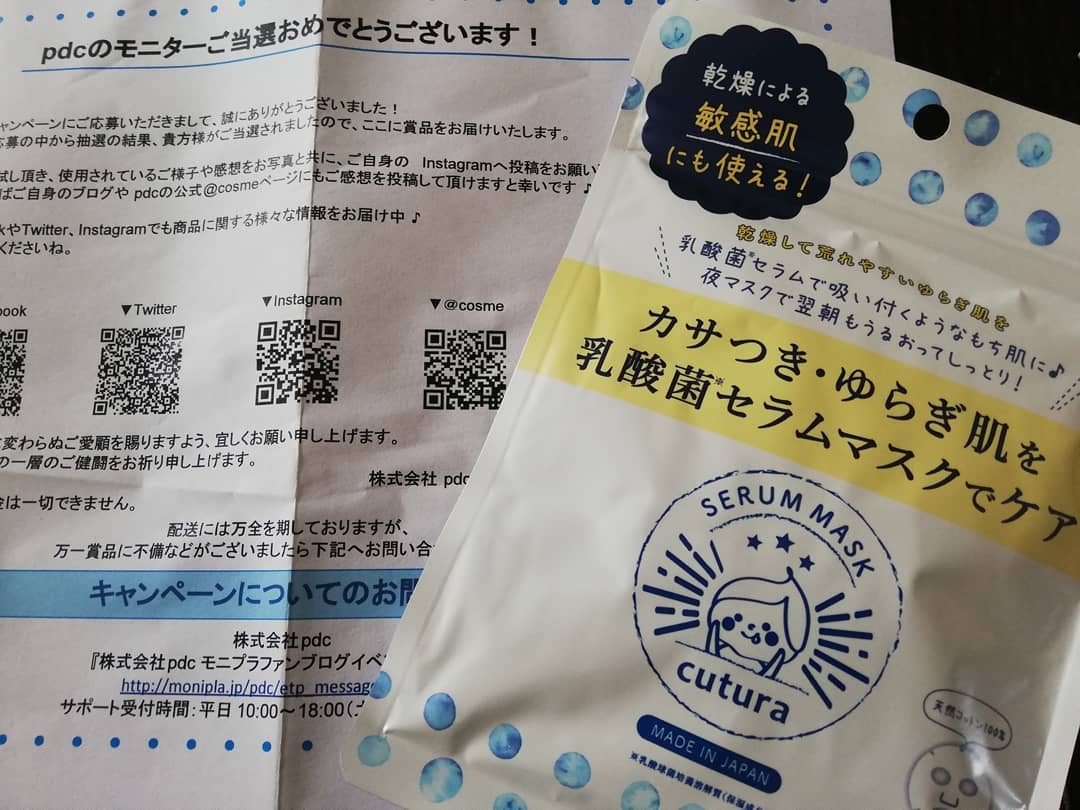 pdcのモニターご当選おめでとうございます！
ャンペーンにご応募いただきまして、誠にありがとうございました！
応募の中から抽選の結果、貴方様がご当選されましたので、ここに賞品をお届けいたします。
試し頂き、使用されているご様子や感想をお写真と共に、ご自身の Instagramへ投稿をお願い
ばご自身のブログや pdcの公式@cosmeページにもご感想を投稿して頂けますと幸いです♪
kやTwitter、Instagramでも商品に関する様々な情報をお届け中♪
くださいね。
ook
▼Twitter
▼Instagram
▼@cosme
変わらぬご愛顧を賜りますよう、宜しくお願い申し上げます。
の一層のご健闘をお祈り申し上げます。
株式会社 pdc
金は一切できません。
配送には万全を期しておりますが、
万一賞品に不備などがございましたら下記へお問い合
キャンペーンについてのお問
株式会社pdc
『株式会社pdc モニプラファンブログイベ
http://monipla.jp/pdc/etp_message
サポート受付時間：平日 10:00～18:00（土
乾燥による
敏感肌
にも使える！
乾燥して荒れやすいゆらぎ肌を
乳酸菌※セラムで吸い付くようなもち肌に♪
夜マスクで翌朝もうるおってしっとり！
カサつき・ゆらぎ肌を
乳酸菌※セラムマスクでケア
SERUM MASK
cutura
MADE IN JAPAN
天然コットン100%
※乳酸球菌培養溶解質（保湿成